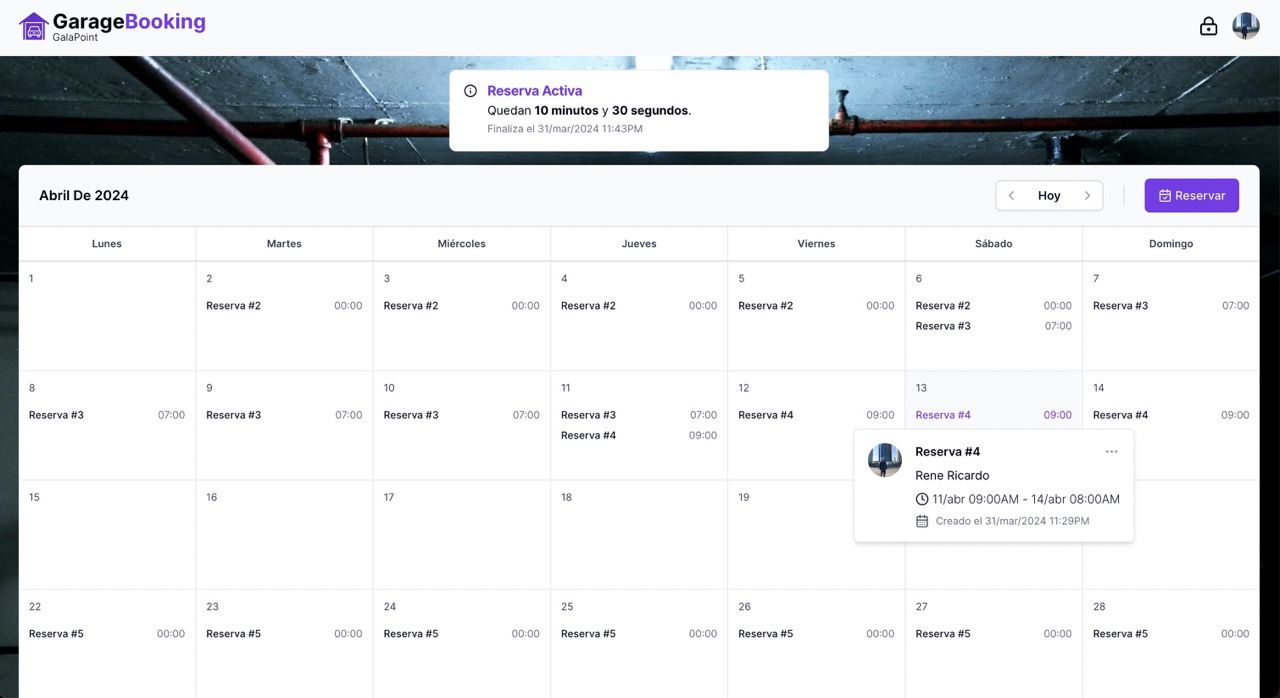 GarageBooking
GalaPoint
Reserva Activa
Quedan 10 minutos y 30 segundos.
Finaliza el 31/mar/2024 11:43PM
Abril De 2024
Hoy
Reservar
Lunes Martes Miércoles Jueves Viernes Sábado Domingo
1 2 3 4 5 6 7
Reserva #2 00:00 Reserva #2 00:00 Reserva #2 00:00 Reserva #2 00:00 Reserva #2 00:00 Reserva #3 07:00
Reserva #3 07:00
8 9 10 11 12 13 14
Reserva #3 07:00 Reserva #3 07:00 Reserva #3 07:00 Reserva #3 07:00 Reserva #4 09:00 Reserva #4 09:00 Reserva #4 09:00
Reserva #4 09:00
Reserva #4
Rene Ricardo
11/abr 09:00AM - 14/abr 08:00AM
Creado el 31/mar/2024 11:29PM
15 16 17 18 19
22 23 24 25 26 27 28
Reserva #5 00:00 Reserva #5 00:00 Reserva #5 00:00 Reserva #5 00:00 Reserva #5 00:00 Reserva #5 00:00 Reserva #5 00:00